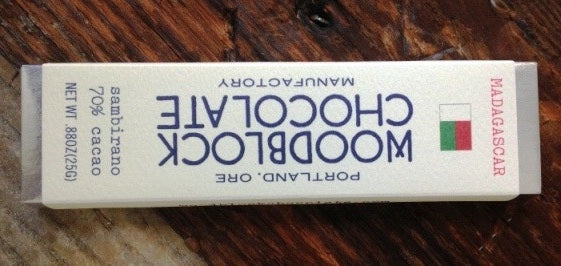 PORTLAND, ORE
WOODBLOCK
CHOCOLATE
MANUFACTORY
MADAGASCAR
sambirano
70% cacao
NET WT .88OZ(25G)